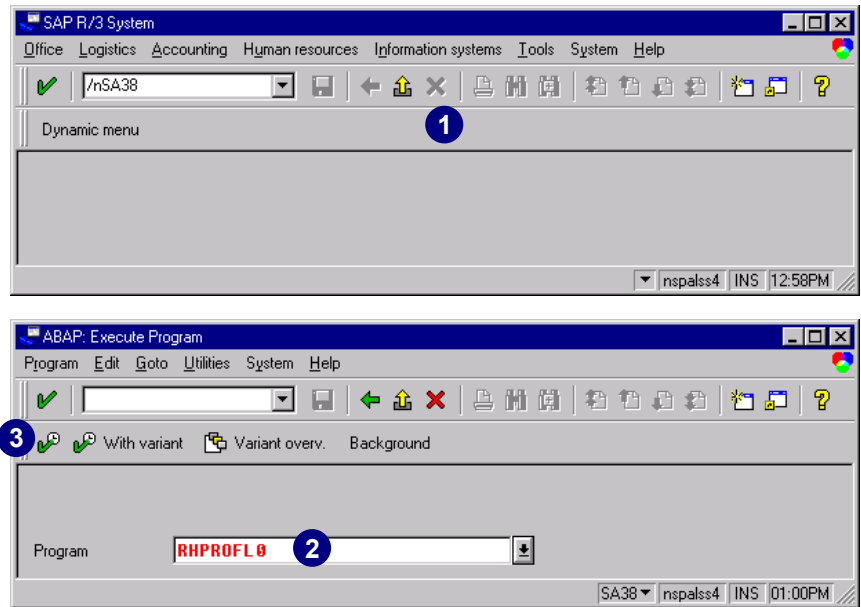 SAP R/3 System
Office Logistics Accounting Human resources Information systems Tools System Help
/nSA38
1
Dynamic menu
nspalss4 INS 12:58PM
ABAP: Execute Program
Program Edit Goto Utilities System Help
3 With variant Variant overv. Background
Program RHPROFL0 2
SA38 nspalss4 INS 01:00PM